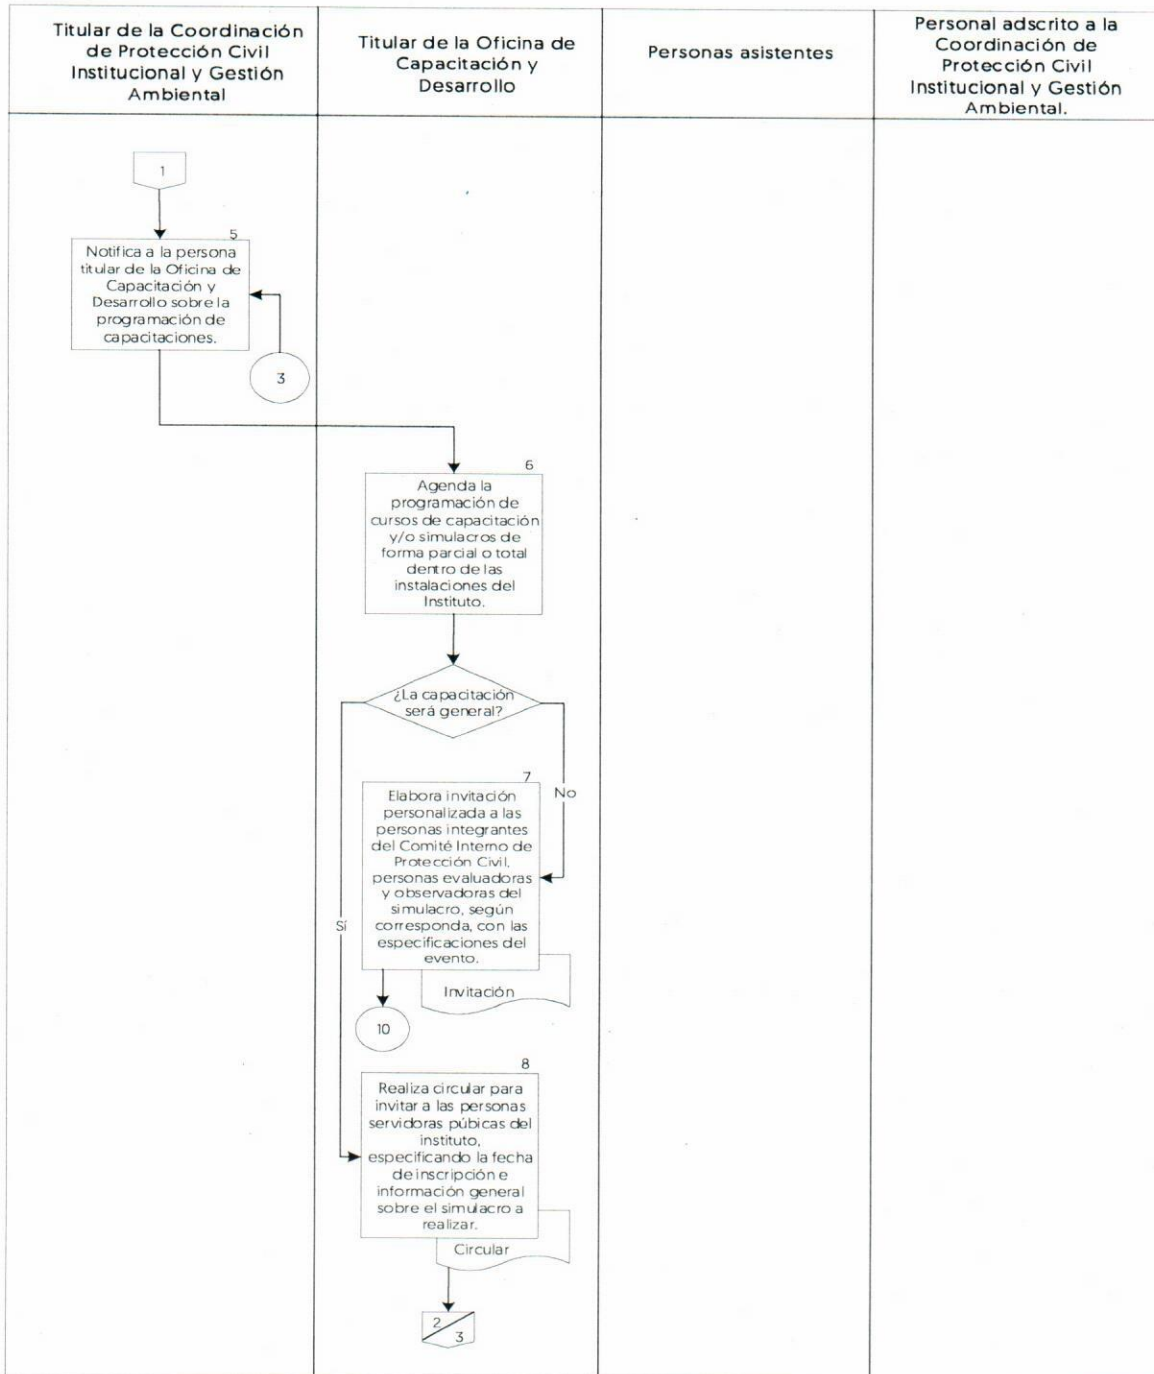 Titular de la Coordinación
de Protección Civil
Institucional y Gestión
Ambiental
Titular de la Oficina de
Capacitación y
Desarrollo
Personas asistentes
Personal adscrito a la
Coordinación de
Protección Civil
Institucional y Gestión
Ambiental.
1
5
Notifica a la persona
titular de la Oficina de
Capacitación y
Desarrollo sobre la
programación de
capacitaciones.
3
6
Agenda la
programación de
cursos de capacitación
y/o simulacros de
forma parcial o total
dentro de las
instalaciones del
Instituto.
¿La capacitación
será general?
7
No
Elabora invitación
personalizada a las
personas integrantes
del Comité Interno de
Protección Civil,
personas evaluadoras
y observadoras del
simulacro, según
corresponda, con las
especificaciones del
evento.
Sí
Invitación
10
8
Realiza circular para
invitar a las personas
servidoras púbicas del
instituto,
especificando la fecha
de inscripción e
información general
sobre el simulacro a
realizar.
Circular
2
3